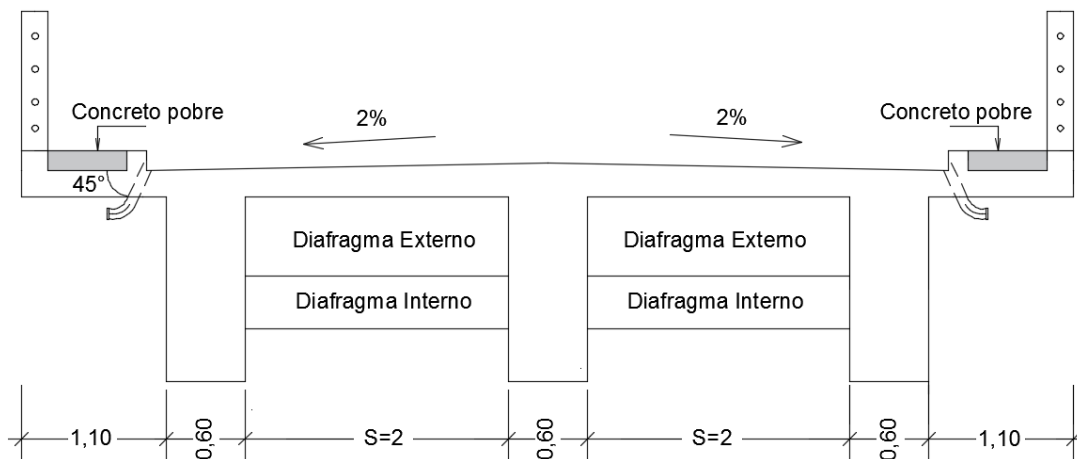 Concreto pobre
2%
2%
Concreto pobre
45°
Diafragma Externo
Diafragma Externo
Diafragma Interno
Diafragma Interno
1,10
0,60
S=2
0,60
S=2
0,60
1,10